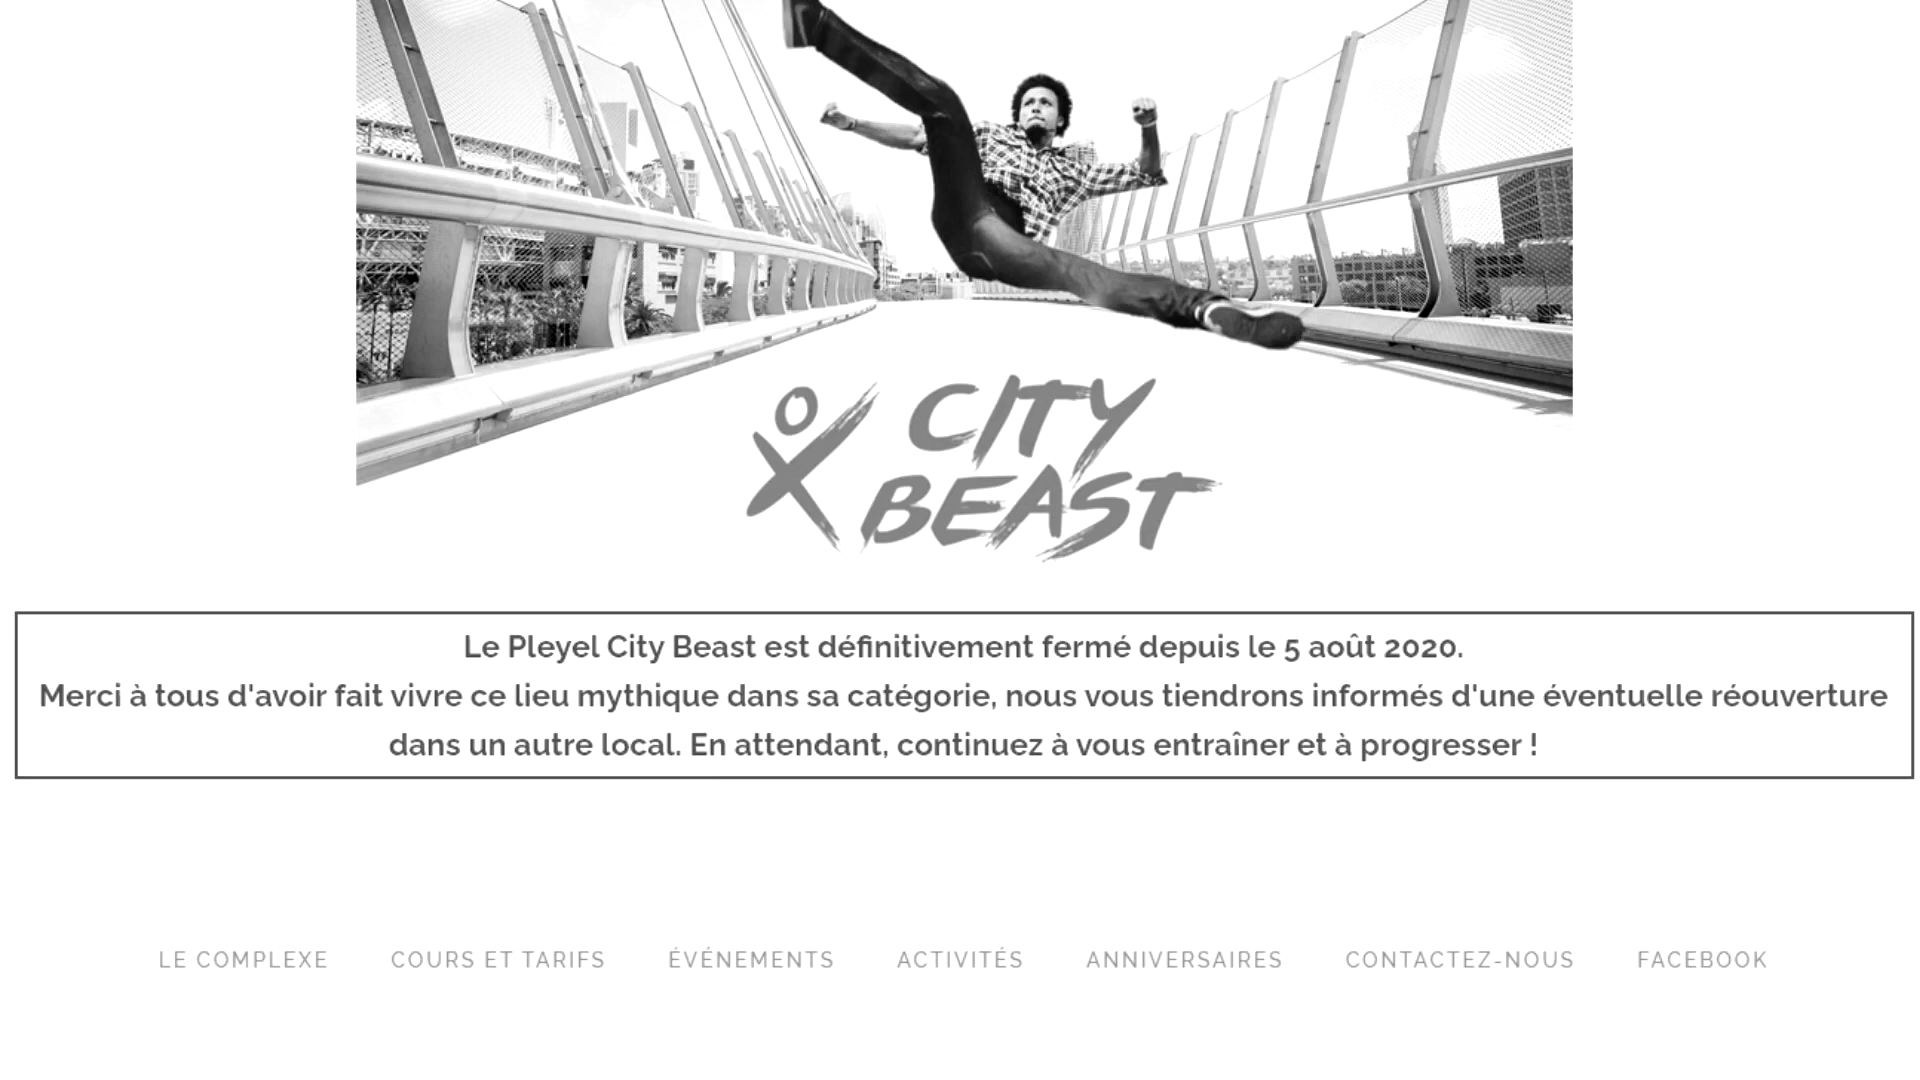 CITY
BEAST
Le Pleyel City Beast est définitivement fermé depuis le 5 août 2020.
Merci à tous d'avoir fait vivre ce lieu mythique dans sa catégorie, nous vous tiendrons informés d'une éventuelle réouverture
dans un autre local. En attendant, continuez à vous entraîner et à progresser !
LE COMPLEXE COURS ET TARIFS ÉVÉNEMENTS ACTIVITÉS ANNIVERSAIRES CONTACTEZ-NOUS FACEBOOK